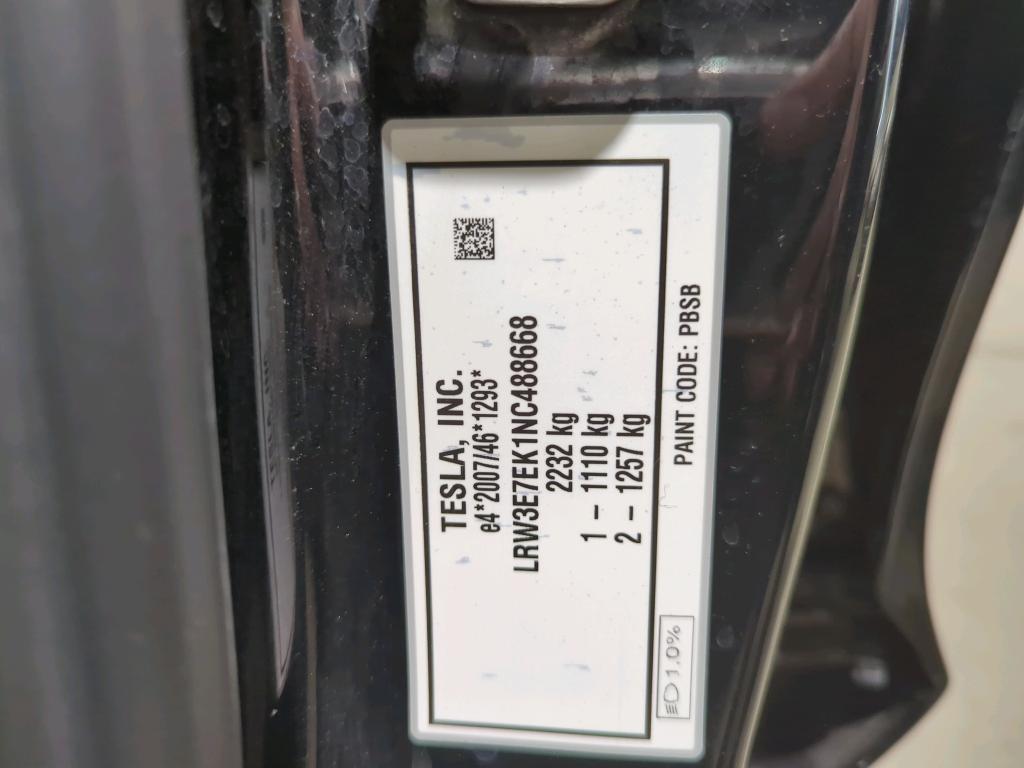 TESLA, INC.
e4*2007/46*1293*
LRW3E7EK1NC488668
2232 kg
1 – 1110 kg
2 – 1257 kg
PAINT CODE: PBSB
1.0%